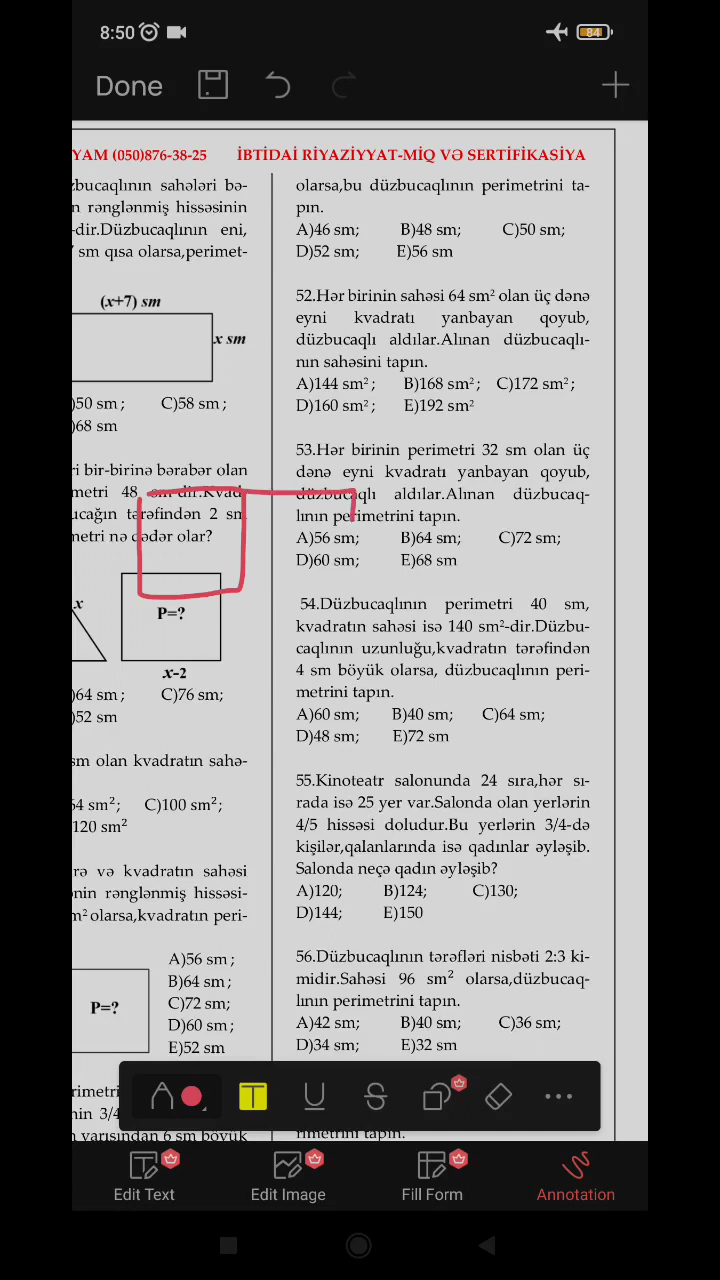 8:50
84
Done
YAM (050)876-38-25 İBTİDAİ RİYAZİYYAT-MİQ VƏ SERTİFİKASİYA
zbucaqlının sahələri bə-
n rənglənmiş hissəsinin
-dir.Düzbucaqlının eni,
sm qısa olarsa,perimet-
(x+7) sm
x sm
)50 sm; C)58 sm;
)68 sm
ri bir-birinə bərabər olan
metri 48 sm-dir.Kvad-
ucağın tərəfindən 2 sm
metri nə qədər olar?
x
P=?
x-2
)64 sm; C)76 sm;
)52 sm
sm olan kvadratın sahə-
64 sm²; C)100 sm²;
120 sm²
rə və kvadratın sahəsi
ənin rənglənmiş hissəsi-
m² olarsa,kvadratın peri-
P=?
A)56 sm;
B)64 sm;
C)72 sm;
D)60 sm;
E)52 sm
rimetri
nin 3/4
n yarısından 6 sm böyük
olarsa,bu düzbucaqlının perimetrini ta-
pın.
A)46 sm; B)48 sm; C)50 sm;
D)52 sm; E)56 sm
52.Hər birinin sahəsi 64 sm² olan üç dənə
eyni kvadratı yanbayan qoyub,
düzbucaqlı aldılar.Alınan düzbucaqlı-
nın sahəsini tapın.
A)144 sm²; B)168 sm²; C)172 sm²;
D)160 sm²; E)192 sm²
53.Hər birinin perimetri 32 sm olan üç
dənə eyni kvadratı yanbayan qoyub,
düzbucaqlı aldılar.Alınan düzbucaq-
lının perimetrini tapın.
A)56 sm; B)64 sm; C)72 sm;
D)60 sm; E)68 sm
54.Düzbucaqlının perimetri 40 sm,
kvadratın sahəsi isə 140 sm²-dir.Düzbu-
caqlının uzunluğu,kvadratın tərəfindən
4 sm böyük olarsa, düzbucaqlının peri-
metrini tapın.
A)60 sm; B)40 sm; C)64 sm;
D)48 sm; E)72 sm
55.Kinoteatr salonunda 24 sıra,hər sı-
rada isə 25 yer var.Salonda olan yerlərin
4/5 hissəsi doludur.Bu yerlərin 3/4-də
kişilər,qalanlarında isə qadınlar əyləşib.
Salonda neçə qadın əyləşib?
A)120; B)124; C)130;
D)144; E)150
56.Düzbucaqlının tərəfləri nisbəti 2:3 ki-
midir.Sahəsi 96 sm² olarsa,düzbucaq-
lının perimetrini tapın.
A)42 sm; B)40 sm; C)36 sm;
D)34 sm; E)32 sm
rimetrini tapın.
T
U
S
Edit Text
Edit Image
Fill Form
Annotation